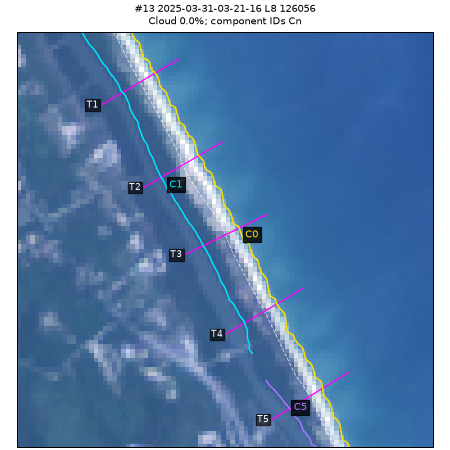 #13 2025-03-31-03-21-16 L8 126056
Cloud 0.0%; component IDs Cn
T1
T2
C1
C0
T3
T4
C5
T5